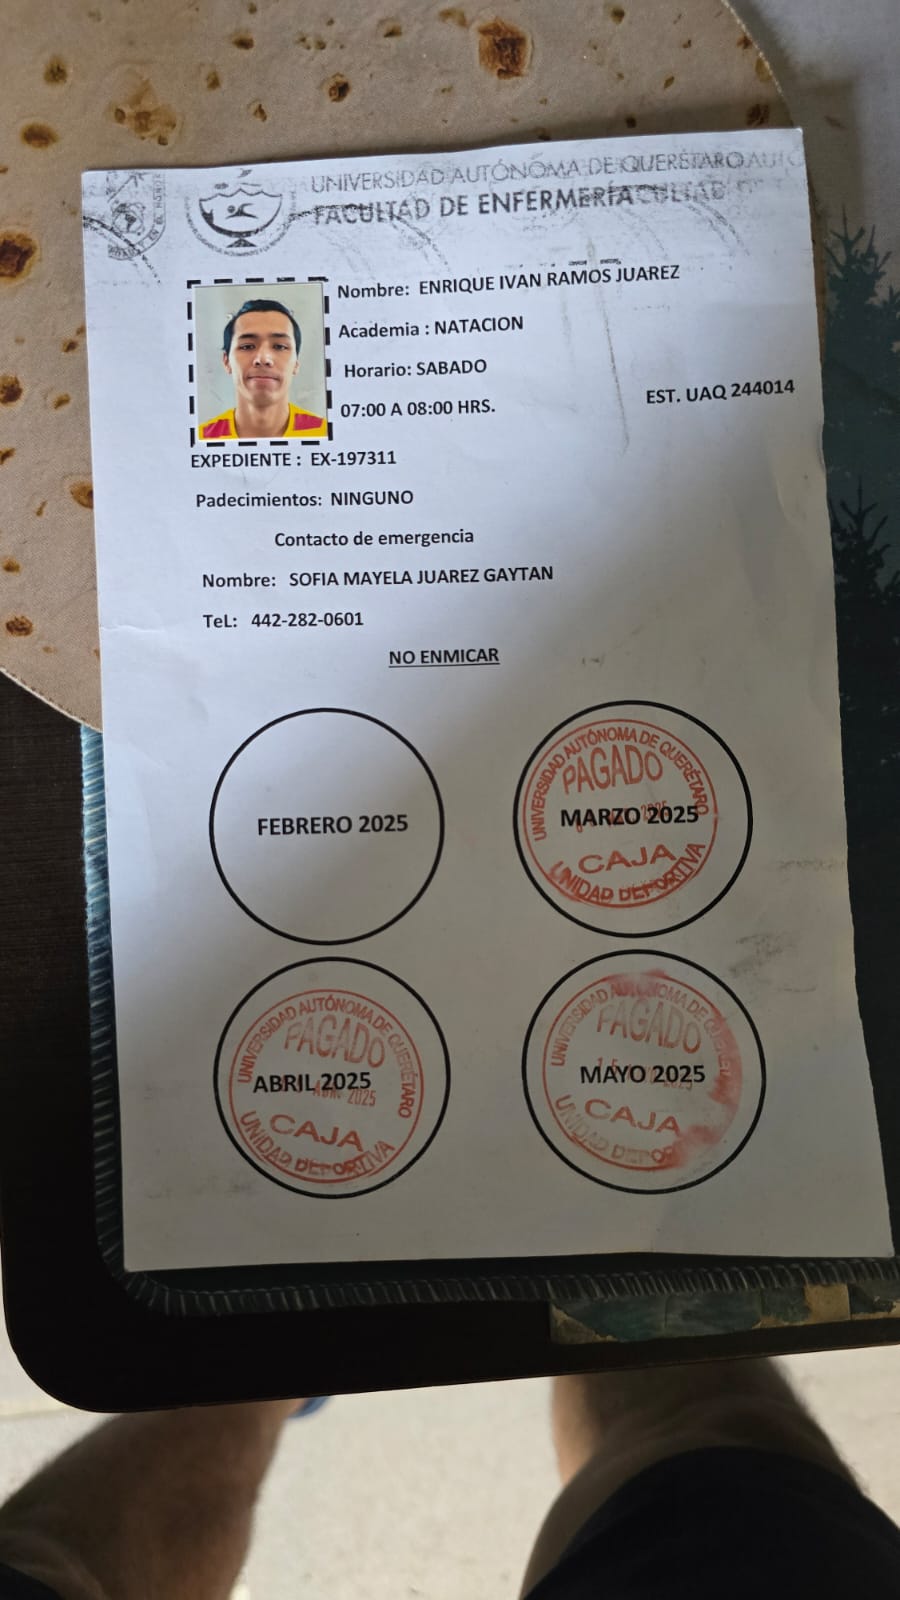 UNIVERSIDAD AUTÓNOMA DE QUERÉTARO
FACULTAD DE ENFERMERÍA
Nombre: ENRIQUE IVAN RAMOS JUAREZ
Academia : NATACION
Horario: SABADO
07:00 A 08:00 HRS.
EST. UAQ 244014
EXPEDIENTE : EX-197311
Padecimientos: NINGUNO
Contacto de emergencia
Nombre: SOFIA MAYELA JUAREZ GAYTAN
TeL: 442-282-0601
NO ENMICAR
FEBRERO 2025
UNIVERSIDAD AUTÓNOMA DE QUERÉTARO
PAGADO
MARZO 2025
CAJA
UNIDAD DEPORTIVA
UNIVERSIDAD AUTÓNOMA DE QUERÉTARO
PAGADO
ABRIL 2025
ABR 2025
CAJA
UNIDAD DEPORTIVA
UNIVERSIDAD AUTÓNOMA DE
PAGADO
MAYO 2025
CAJA
UNIDAD